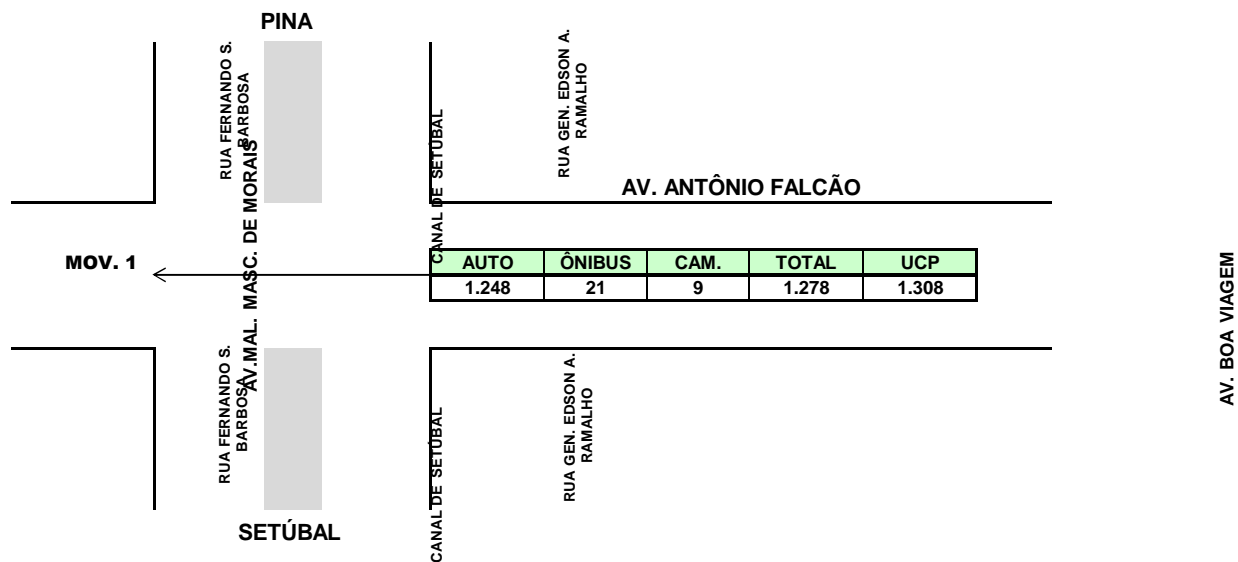 PINA
RUA FERNANDO S.
BARBOSA
RUA GEN. EDSON A.
RAMALHO
CANAL DE SETÚBAL
AV. ANTÔNIO FALCÃO
AV.MAL. MASC. DE MORAIS
MOV. 1
AUTO ÔNIBUS CAM. TOTAL UCP
1.248 21 9 1.278 1.308
AV. BOA VIAGEM
RUA FERNANDO S.
BARBOSA
CANAL DE SETÚBAL
RUA GEN. EDSON A.
RAMALHO
SETÚBAL